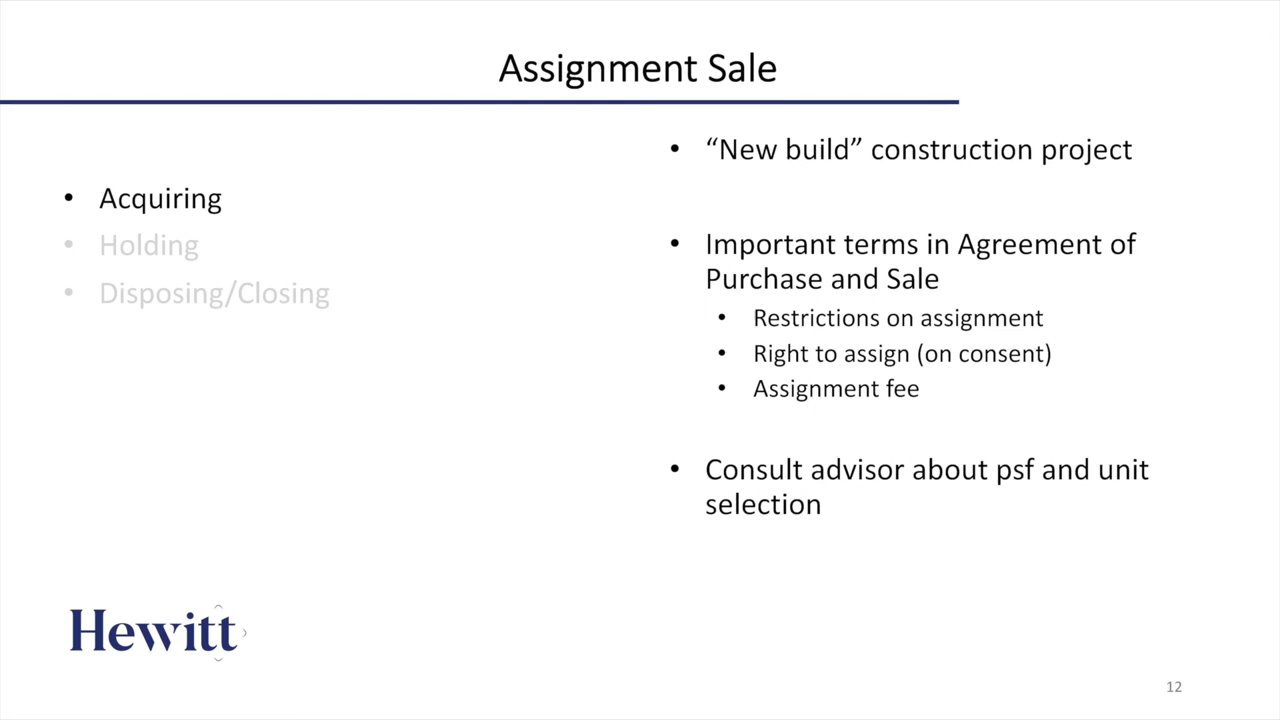 Assignment Sale
• Acquiring
• Holding
• Disposing/Closing
• “New build” construction project
• Important terms in Agreement of
Purchase and Sale
• Restrictions on assignment
• Right to assign (on consent)
• Assignment fee
• Consult advisor about psf and unit
selection
Hewitt
12